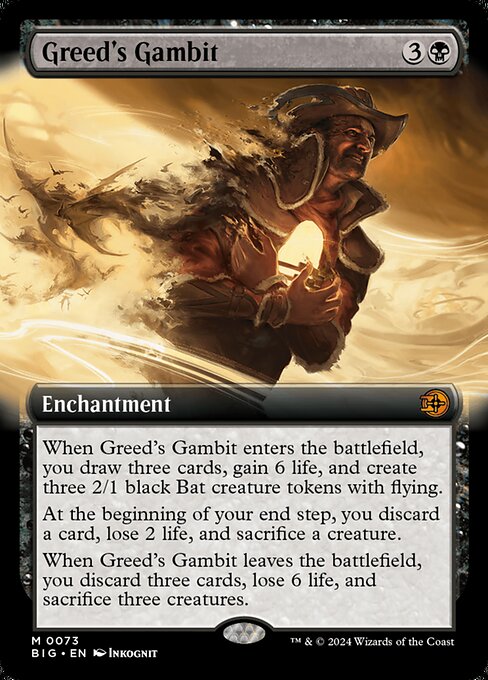 Greed's Gambit 3
Enchantment
When Greed's Gambit enters the battlefield,
you draw three cards, gain 6 life, and create
three 2/1 black Bat creature tokens with flying.
At the beginning of your end step, you discard
a card, lose 2 life, and sacrifice a creature.
When Greed's Gambit leaves the battlefield,
you discard three cards, lose 6 life, and
sacrifice three creatures.
M 0073
BIG • EN Inkognit
™ & © 2024 Wizards of the Coast